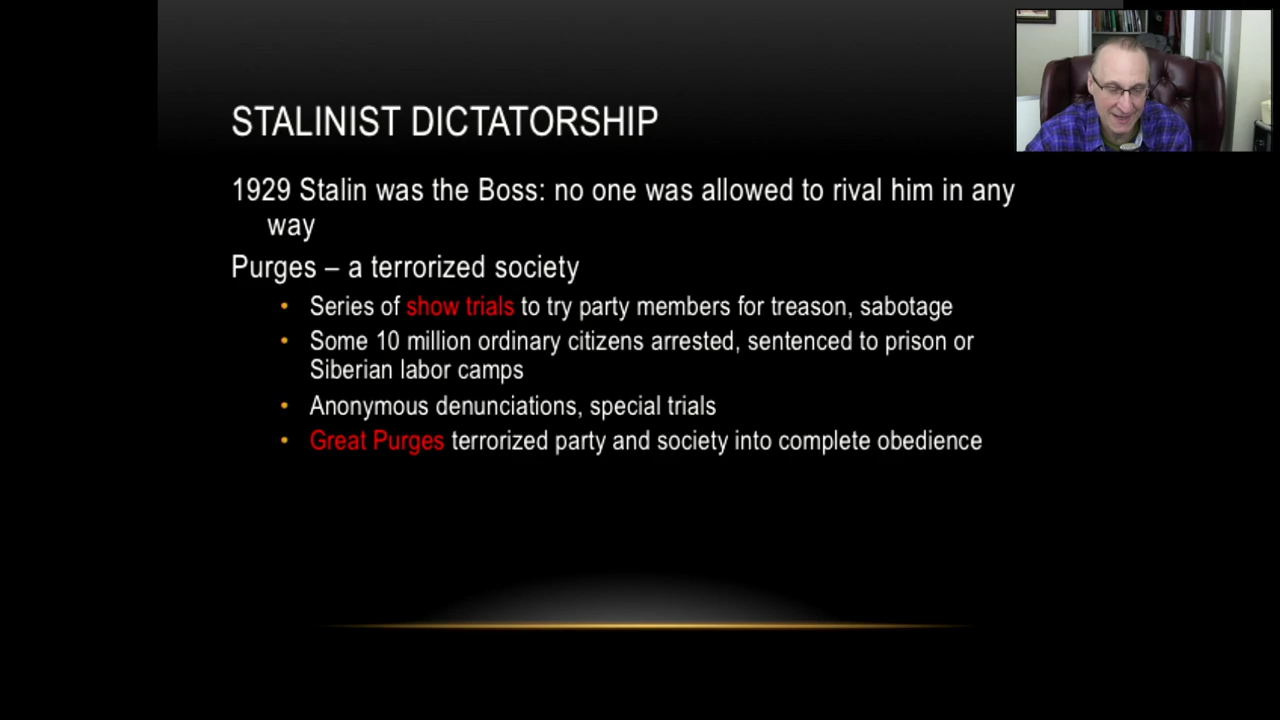 STALINIST DICTATORSHIP
1929 Stalin was the Boss: no one was allowed to rival him in any
way
Purges – a terrorized society
• Series of show trials to try party members for treason, sabotage
• Some 10 million ordinary citizens arrested, sentenced to prison or
Siberian labor camps
• Anonymous denunciations, special trials
• Great Purges terrorized party and society into complete obedience